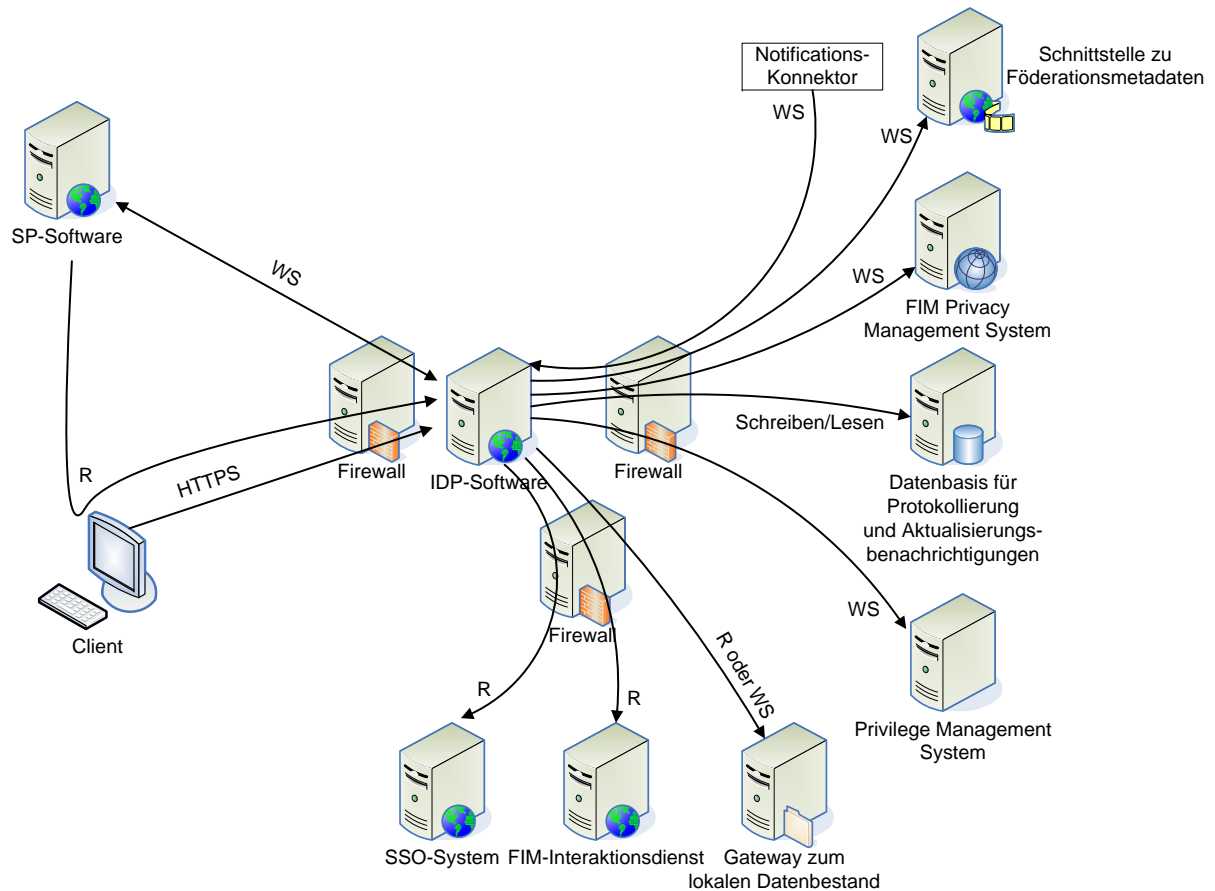 Notifications-
Konnektor
Schnittstelle zu
Föderationsmetadaten
WS
WS
SP-Software
WS
WS
FIM Privacy
Management System
Schreiben/Lesen
R
HTTPS
Firewall
IDP-Software
Firewall
Datenbasis für
Protokollierung
und Aktualisierungs-
benachrichtigungen
Client
Firewall
WS
R
R
R oder WS
Privilege Management
System
SSO-System
FIM-Interaktionsdienst
Gateway zum
lokalen Datenbestand